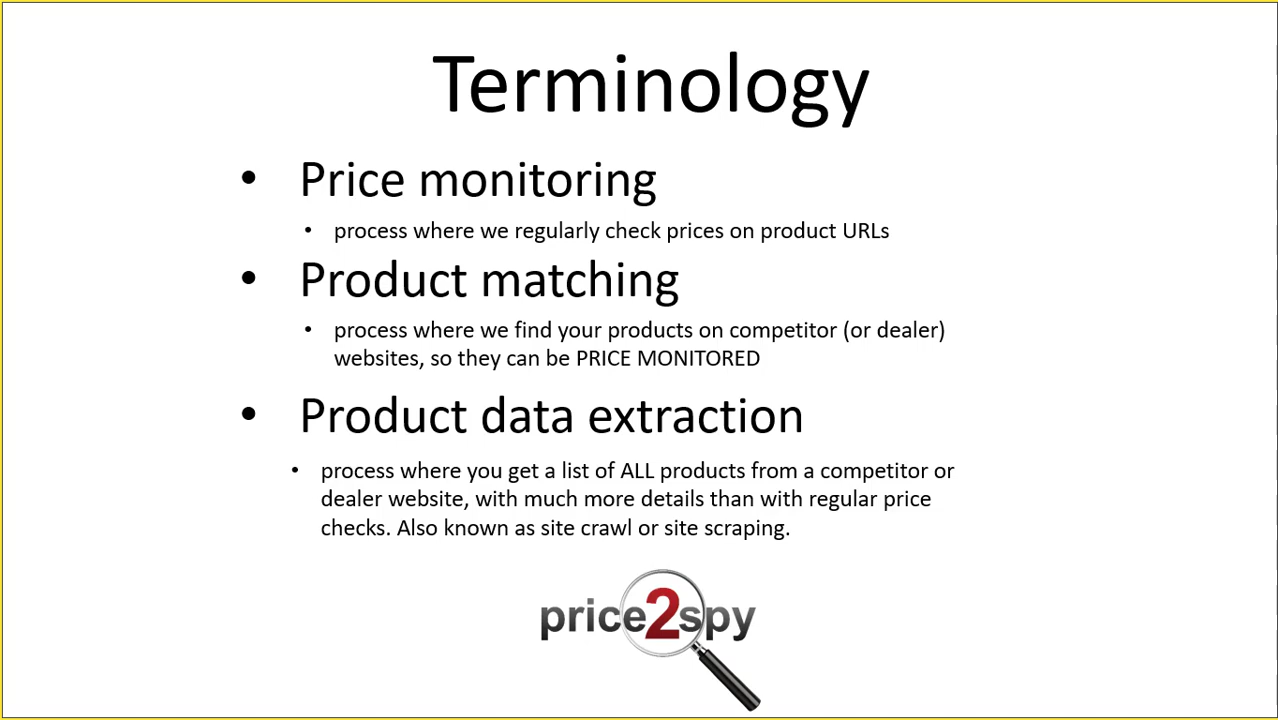 Terminology
• Price monitoring
• process where we regularly check prices on product URLs
• Product matching
• process where we find your products on competitor (or dealer)
websites, so they can be PRICE MONITORED
• Product data extraction
• process where you get a list of ALL products from a competitor or
dealer website, with much more details than with regular price
checks. Also known as site crawl or site scraping.
price2spy